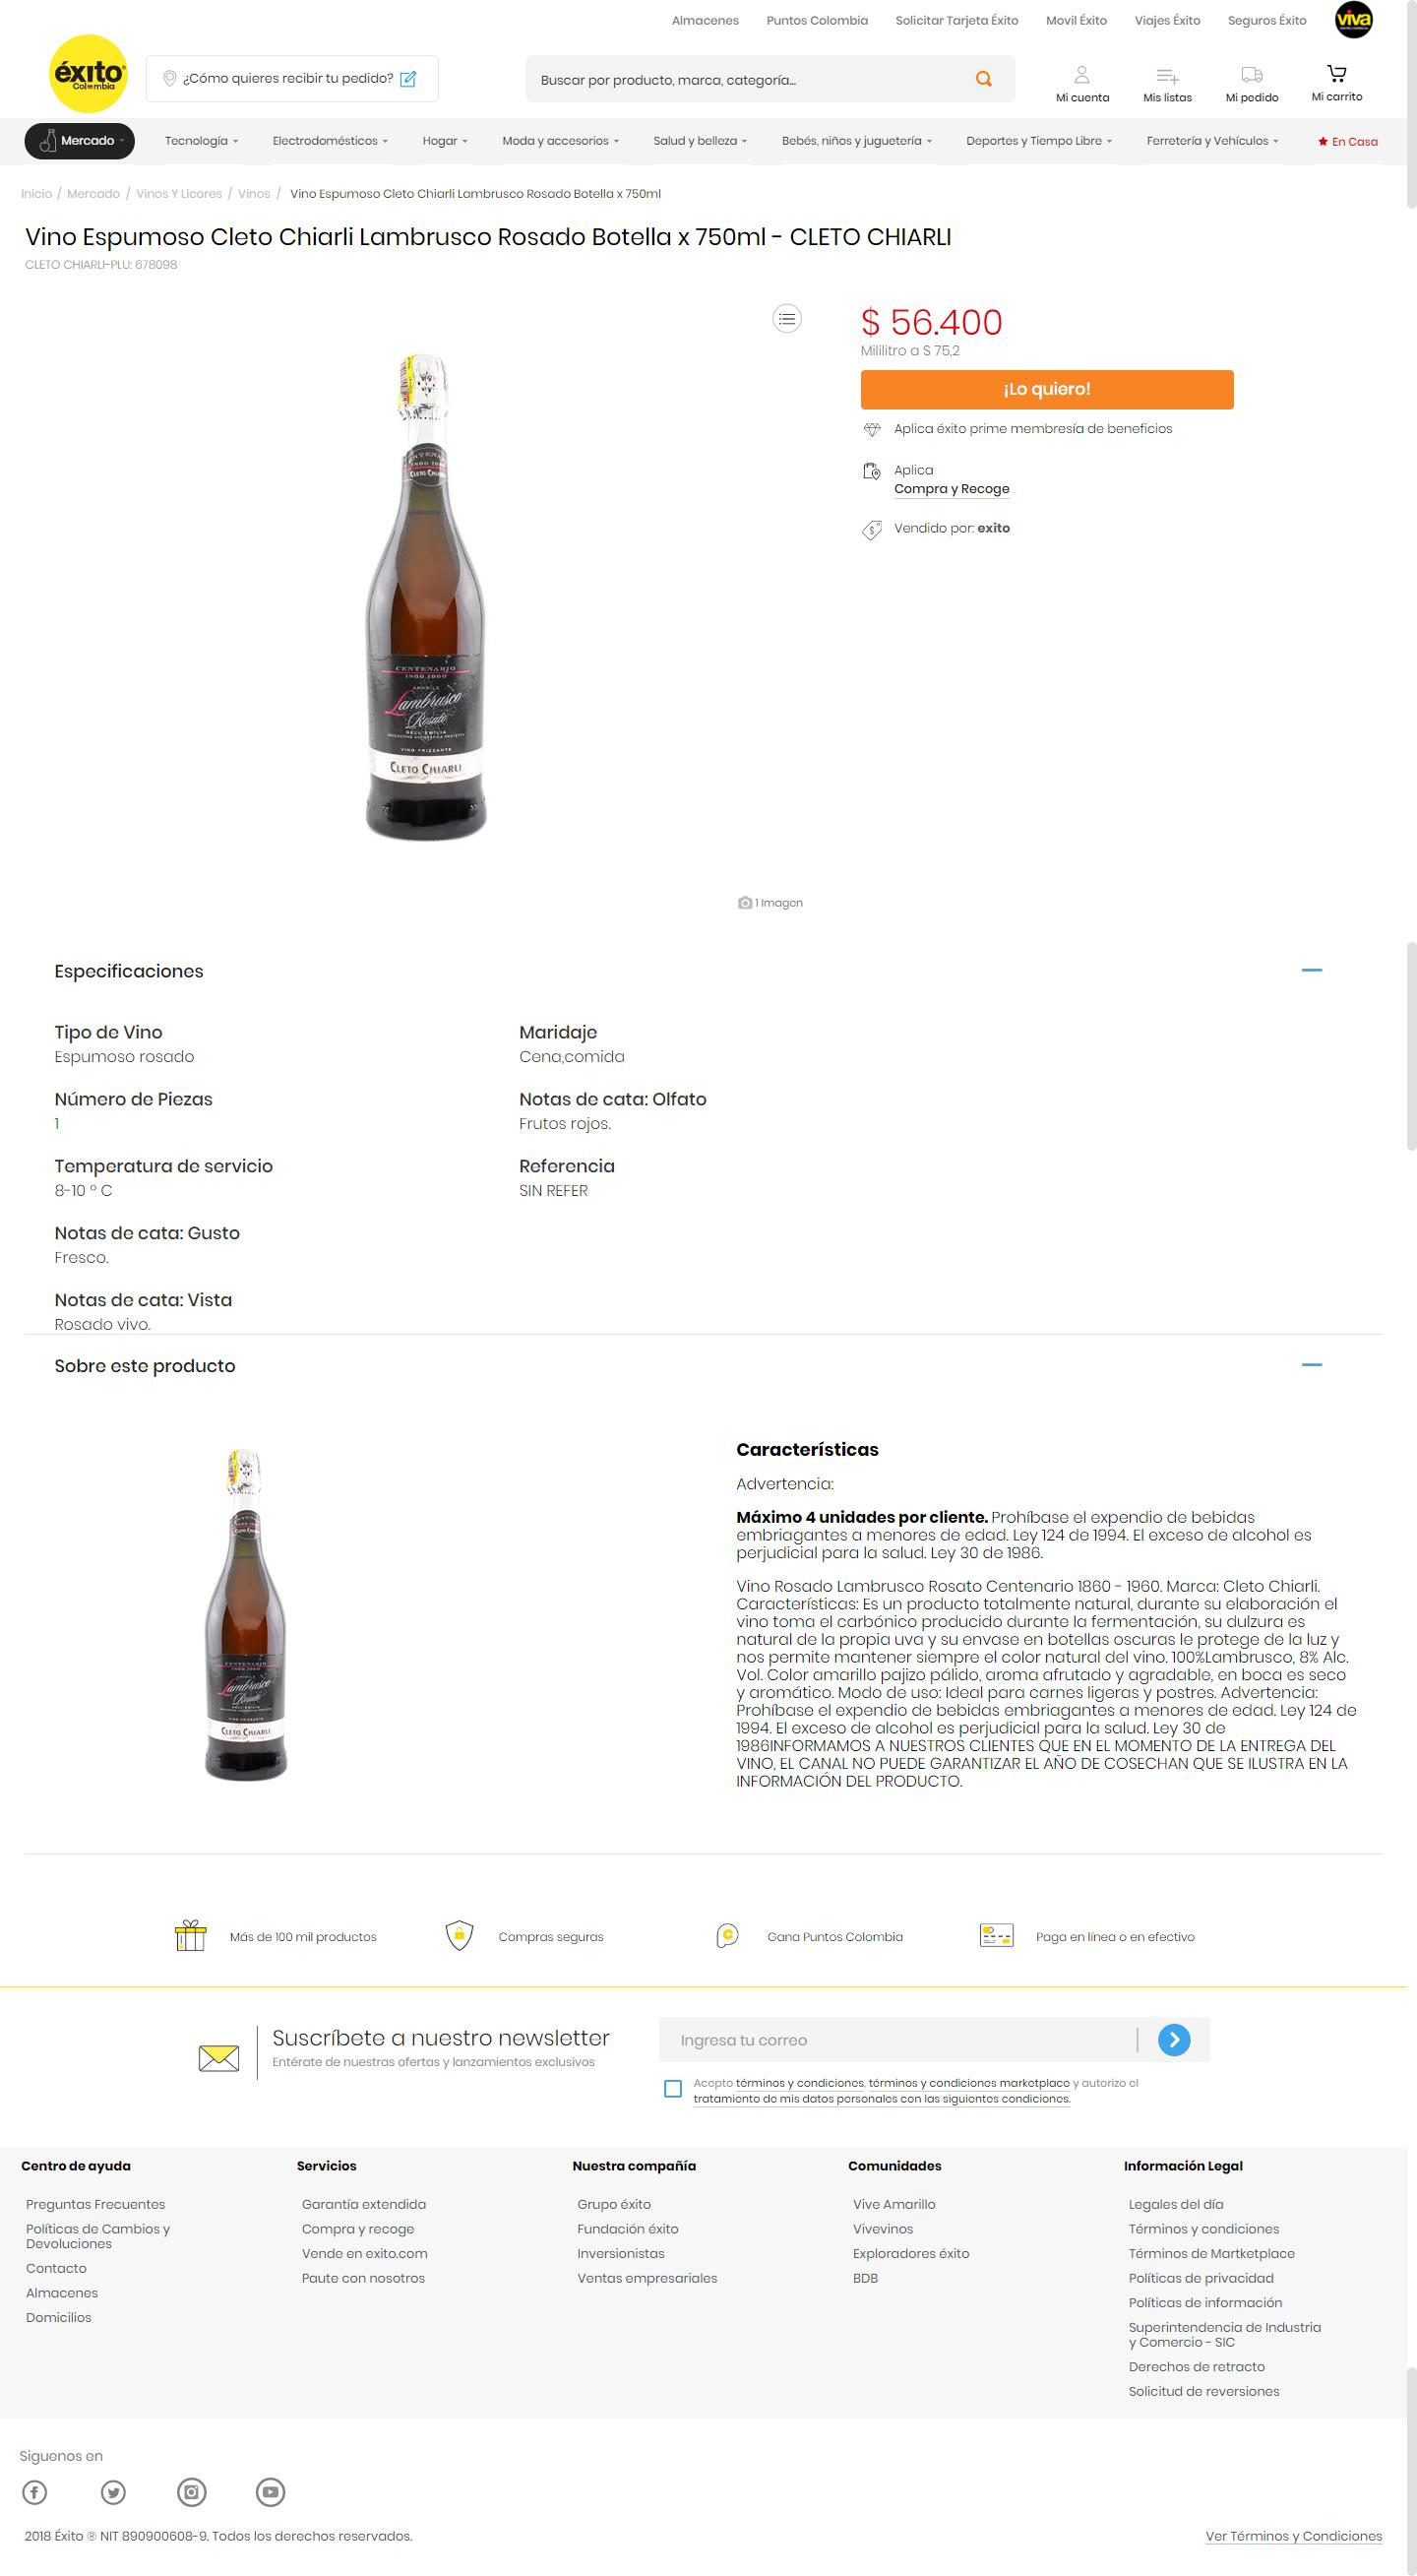 Almacenes Puntos Colombia Solicitar Tarjeta Éxito Movil Éxito Viajes Éxito Seguros Éxito viva
éxito
Colombia
¿Cómo quieres recibir tu pedido?
Buscar por producto, marca, categoría...
Mi cuenta Mis listas Mi pedido Mi carrito
Mercado Tecnología Electrodomésticos Hogar Moda y accesorios Salud y belleza Bebés, niños y juguetería Deportes y Tiempo Libre Ferretería y Vehículos En Casa
Inicio / Mercado / Vinos Y Licores / Vinos / Vino Espumoso Cleto Chiarli Lambrusco Rosado Botella x 750ml
Vino Espumoso Cleto Chiarli Lambrusco Rosado Botella x 750ml - CLETO CHIARLI
CLETO CHIARLI-PLU: 678098
$ 56.400
Mililitro a $ 75,2
¡Lo quiero!
Aplica éxito prime membresía de beneficios
Aplica
Compra y Recoge
Vendido por: exito
CENTENARIO
1860 1960
CLETO CHIARLI
CENTENARIO
1860 1960
AMABILE
Lambrusco
Rosato
DELL'EMILIA
VINO FRIZZANTE
CLETO CHIARLI
1 Imagen
Especificaciones
Tipo de Vino
Espumoso rosado
Número de Piezas
1
Temperatura de servicio
8-10 ° C
Notas de cata: Gusto
Fresco.
Notas de cata: Vista
Rosado vivo.
Maridaje
Cena,comida
Notas de cata: Olfato
Frutos rojos.
Referencia
SIN REFER
Sobre este producto
CENTENARIO
1860 1960
Lambrusco
Rosato
VINO FRIZZANTE
CLETO CHIARLI
Características
Advertencia:
Máximo 4 unidades por cliente. Prohíbase el expendio de bebidas
embriagantes a menores de edad. Ley 124 de 1994. El exceso de alcohol es
perjudicial para la salud. Ley 30 de 1986.
Vino Rosado Lambrusco Rosato Centenario 1860 - 1960. Marca: Cleto Chiarli.
Características: Es un producto totalmente natural, durante su elaboración el
vino toma el carbónico producido durante la fermentación, su dulzura es
natural de la propia uva y su envase en botellas oscuras le protege de la luz y
nos permite mantener siempre el color natural del vino. 100%Lambrusco, 8% Alc.
Vol. Color amarillo pajizo pálido, aroma afrutado y agradable, en boca es seco
y aromático. Modo de uso: Ideal para carnes ligeras y postres. Advertencia:
Prohíbase el expendio de bebidas embriagantes a menores de edad. Ley 124 de
1994. El exceso de alcohol es perjudicial para la salud. Ley 30 de
1986INFORMAMOS A NUESTROS CLIENTES QUE EN EL MOMENTO DE LA ENTREGA DEL
VINO, EL CANAL NO PUEDE GARANTIZAR EL AÑO DE COSECHAN QUE SE ILUSTRA EN LA
INFORMACIÓN DEL PRODUCTO.
Más de 100 mil productos Compras seguras Gana Puntos Colombia Paga en línea o en efectivo
Suscríbete a nuestro newsletter
Entérate de nuestras ofertas y lanzamientos exclusivos
Ingresa tu correo
Acepto términos y condiciones, términos y condiciones marketplace y autorizo el
tratamiento de mis datos personales con las siguientes condiciones.
Centro de ayuda
Preguntas Frecuentes
Políticas de Cambios y
Devoluciones
Contacto
Almacenes
Domicilios
Servicios
Garantía extendida
Compra y recoge
Vende en exito.com
Paute con nosotros
Nuestra compañía
Grupo éxito
Fundación éxito
Inversionistas
Ventas empresariales
Comunidades
Vive Amarillo
Vivevinos
Exploradores éxito
BDB
Información Legal
Legales del día
Términos y condiciones
Términos de Martketplace
Políticas de privacidad
Políticas de información
Superintendencia de Industria
y Comercio - SIC
Derechos de retracto
Solicitud de reversiones
Siguenos en
2018 Éxito ® NIT 890900608-9. Todos los derechos reservados.
Ver Términos y Condiciones